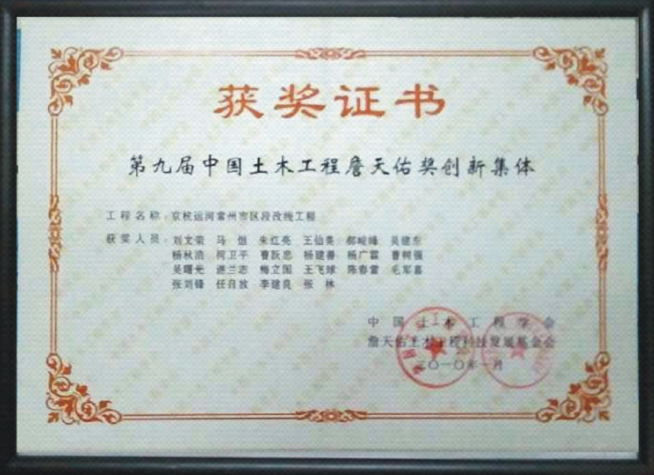 获奖证书
第九届中国土木工程詹天佑奖创新集体
工程名称：京杭运河常州市区段改线工程
获奖人员：刘文荣 马恒 朱红亮 王仙美 郝峻峰 吴建东
杨秋浩 何卫平 曹跃忠 杨建善 杨广霖 曹树强
吴曙光 谢兰志 梅立国 王飞球 陈春雷 毛军喜
张刘锋 任自放 李建良 张林
中国土木工程学会
詹天佑土木工程科技发展基金会
二〇一〇年一月